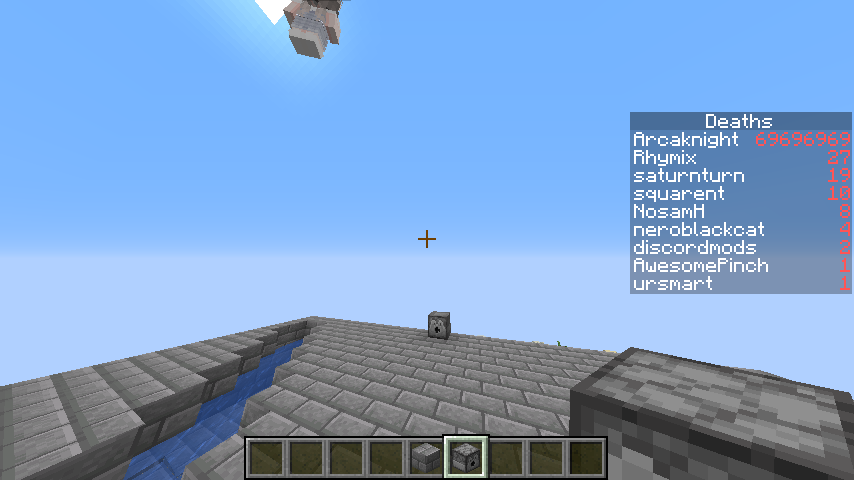 Deaths
Arcaknight 69696969
Rhymix 27
saturnturn 19
squarent 10
NosamH 8
neroblackcat 4
discordmods 2
AwesomePinch 1
ursmart 1